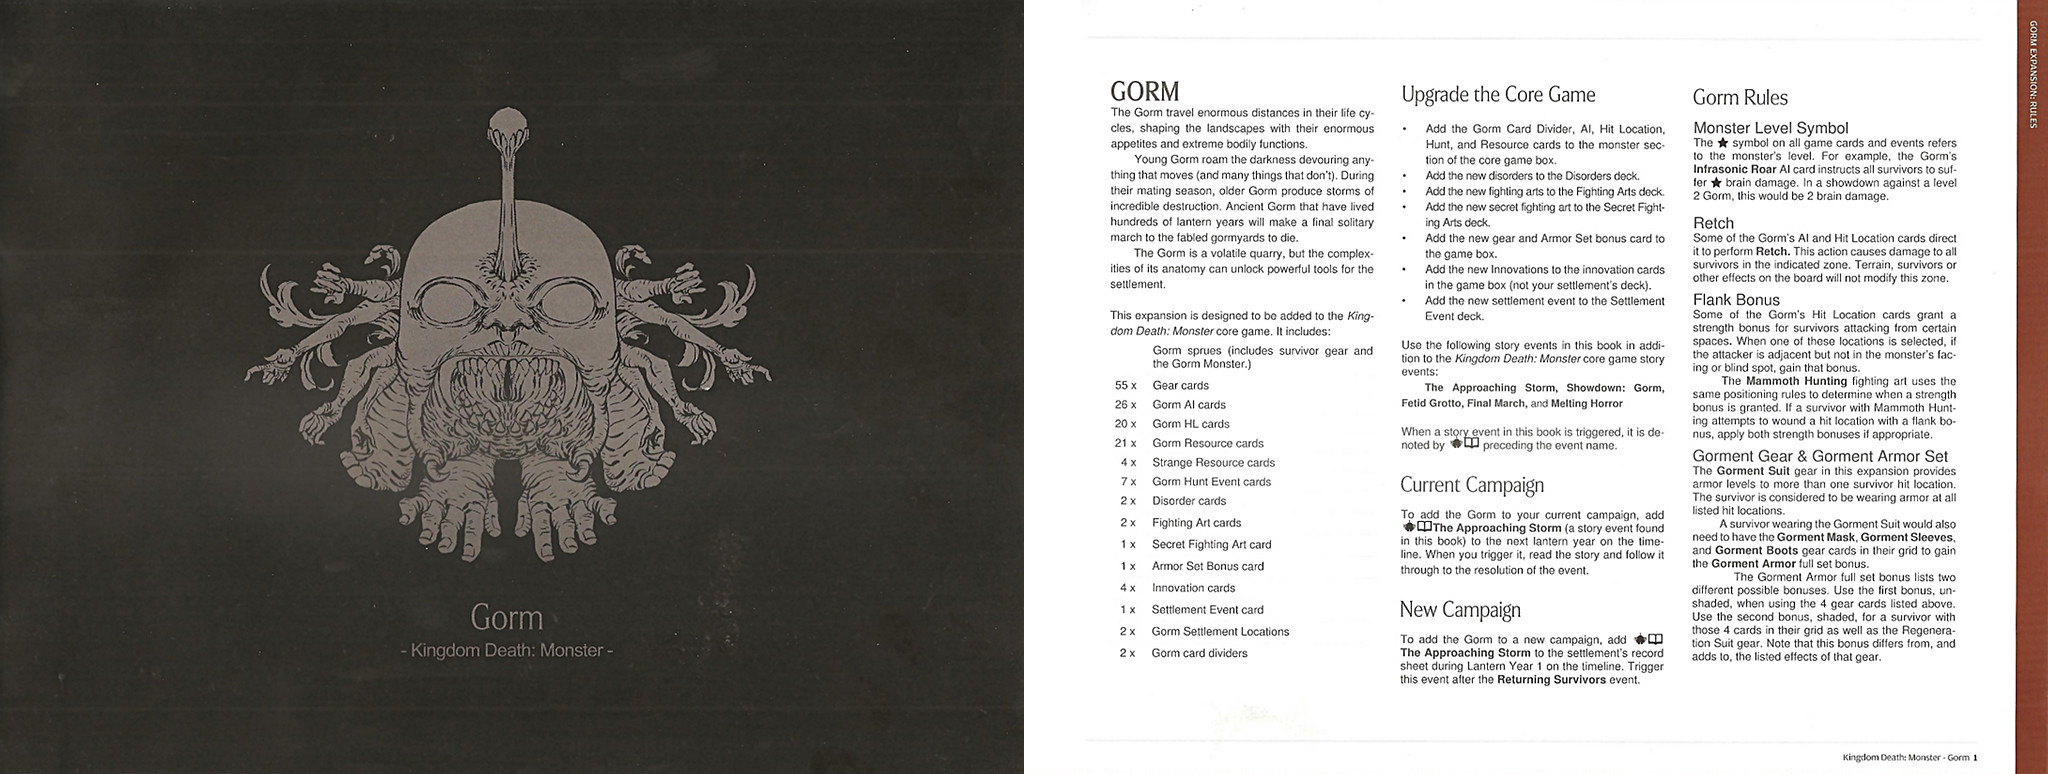 Gorm
- Kingdom Death: Monster -
GORM
The Gorm travel enormous distances in their life cy-
cles, shaping the landscapes with their enormous
appetites and extreme bodily functions.
Young Gorm roam the darkness devouring any-
thing that moves (and many things that don't). During
their mating season, older Gorm produce storms of
incredible destruction. Ancient Gorm that have lived
hundreds of lantern years will make a final solitary
march to the fabled gormyards to die.
The Gorm is a volatile quarry, but the complex-
ities of its anatomy can unlock powerful tools for the
settlement.
This expansion is designed to be added to the King-
dom Death: Monster core game. It includes:
Gorm sprues (includes survivor gear and
the Gorm Monster.)
55 x Gear cards
26 x Gorm AI cards
20 x Gorm HL cards
21 x Gorm Resource cards
4 x Strange Resource cards
7 x Gorm Hunt Event cards
2 x Disorder cards
2 x Fighting Art cards
1 x Secret Fighting Art card
1 x Armor Set Bonus card
4 x Innovation cards
1 x Settlement Event card
2 x Gorm Settlement Locations
2 x Gorm card dividers
Upgrade the Core Game
• Add the Gorm Card Divider, AI, Hit Location,
Hunt, and Resource cards to the monster sec-
tion of the core game box.
• Add the new disorders to the Disorders deck.
• Add the new fighting arts to the Fighting Arts deck.
• Add the new secret fighting art to the Secret Fight-
ing Arts deck.
• Add the new gear and Armor Set bonus card to
the game box.
• Add the new Innovations to the innovation cards
in the game box (not your settlement's deck).
• Add the new settlement event to the Settlement
Event deck.
Use the following story events in this book in addi-
tion to the Kingdom Death: Monster core game story
events:
The Approaching Storm, Showdown: Gorm,
Fetid Grotto, Final March, and Melting Horror
When a story event in this book is triggered, it is de-
noted by preceding the event name.
Current Campaign
To add the Gorm to your current campaign, add
The Approaching Storm (a story event found
in this book) to the next lantern year on the time-
line. When you trigger it, read the story and follow it
through to the resolution of the event.
New Campaign
To add the Gorm to a new campaign, add
The Approaching Storm to the settlement's record
sheet during Lantern Year 1 on the timeline. Trigger
this event after the Returning Survivors event.
Gorm Rules
Monster Level Symbol
The ★ symbol on all game cards and events refers
to the monster's level. For example, the Gorm's
Infrasonic Roar AI card instructs all survivors to suf-
fer ★ brain damage. In a showdown against a level
2 Gorm, this would be 2 brain damage.
Retch
Some of the Gorm's AI and Hit Location cards direct
it to perform Retch. This action causes damage to all
survivors in the indicated zone. Terrain, survivors or
other effects on the board will not modify this zone.
Flank Bonus
Some of the Gorm's Hit Location cards grant a
strength bonus for survivors attacking from certain
spaces. When one of these locations is selected, if
the attacker is adjacent but not in the monster's fac-
ing or blind spot, gain that bonus.
The Mammoth Hunting fighting art uses the
same positioning rules to determine when a strength
bonus is granted. If a survivor with Mammoth Hunt-
ing attempts to wound a hit location with a flank bo-
nus, apply both strength bonuses if appropriate.
Gorment Gear & Gorment Armor Set
The Gorment Suit gear in this expansion provides
armor levels to more than one survivor hit location.
The survivor is considered to be wearing armor at all
listed hit locations.
A survivor wearing the Gorment Suit would also
need to have the Gorment Mask, Gorment Sleeves,
and Gorment Boots gear cards in their grid to gain
the Gorment Armor full set bonus.
The Gorment Armor full set bonus lists two
different possible bonuses. Use the first bonus, un-
shaded, when using the 4 gear cards listed above.
Use the second bonus, shaded, for a survivor with
those 4 cards in their grid as well as the Regenera-
tion Suit gear. Note that this bonus differs from, and
adds to, the listed effects of that gear.
GORM EXPANSION: RULES
Kingdom Death: Monster - Gorm 1